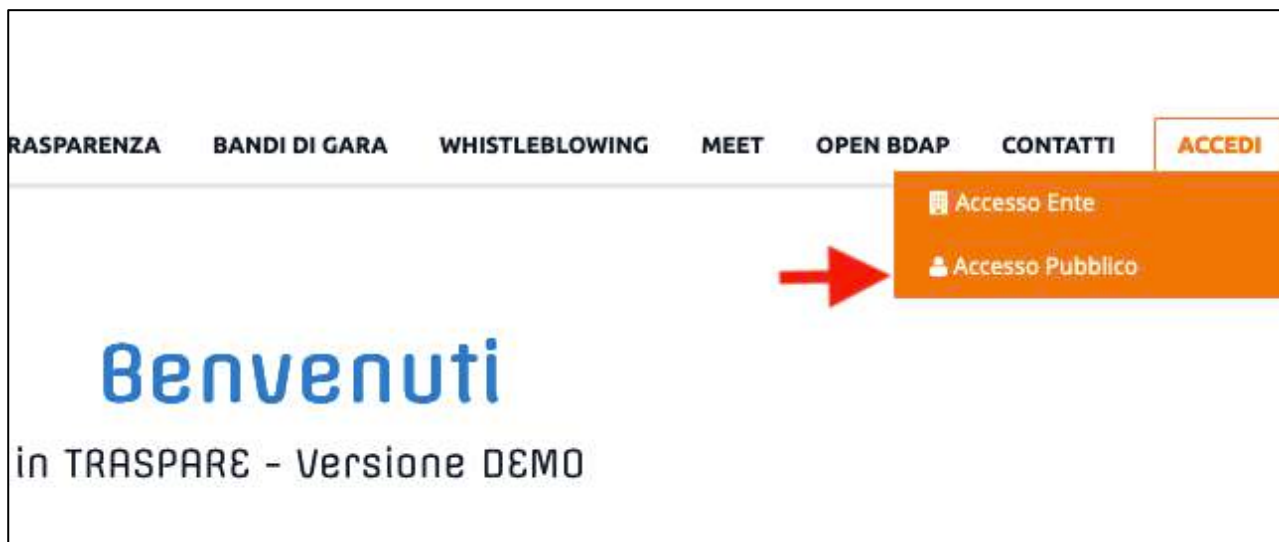 RASPARENZA BANDI DI GARA WHISTLEBLOWING MEET OPEN BDAP CONTATTI ACCEDI
Accesso Ente
Accesso Pubblico
Benvenuti
in TRASPARE - Versione DEMO